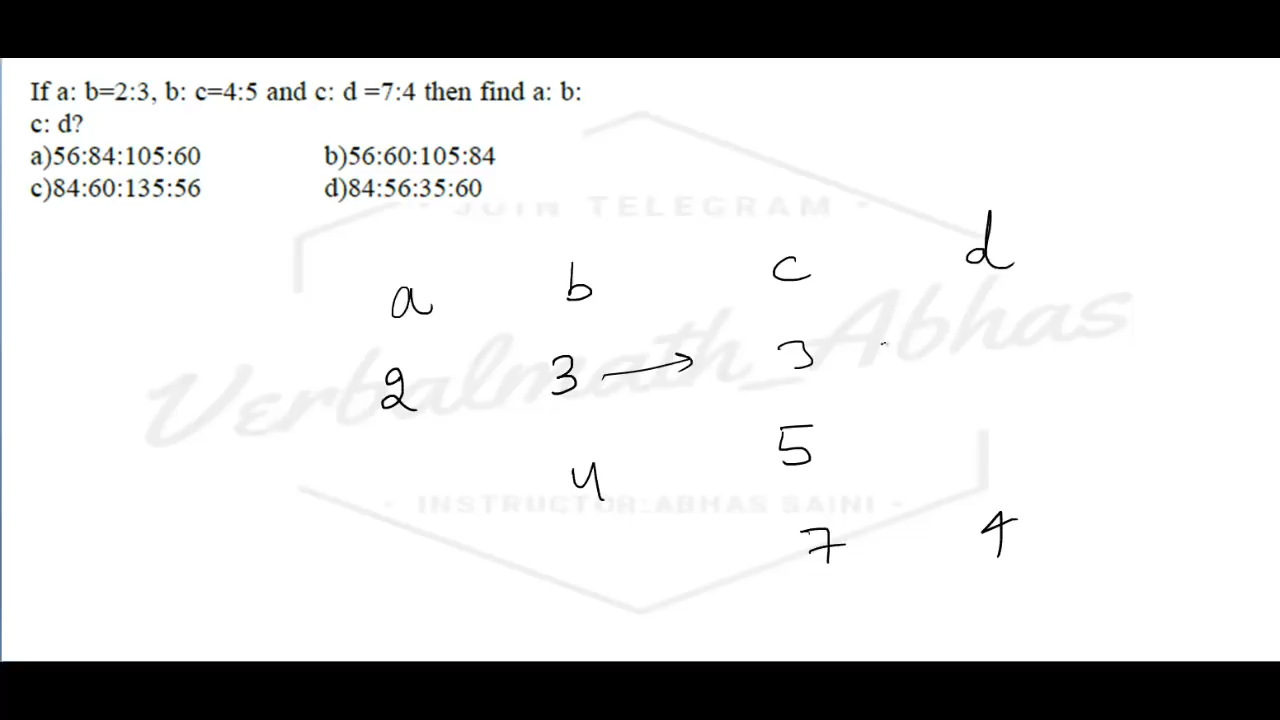 If a: b=2:3, b: c=4:5 and c: d =7:4 then find a: b:
c: d?
a)56:84:105:60 b)56:60:105:84
c)84:60:135:56 d)84:56:35:60
- JOIN TELEGRAM -
a b c d
2 3 → 3
Verbalmath_Abhas
4 5
- INSTRUCTOR:ABHAS SAINI -
7 4